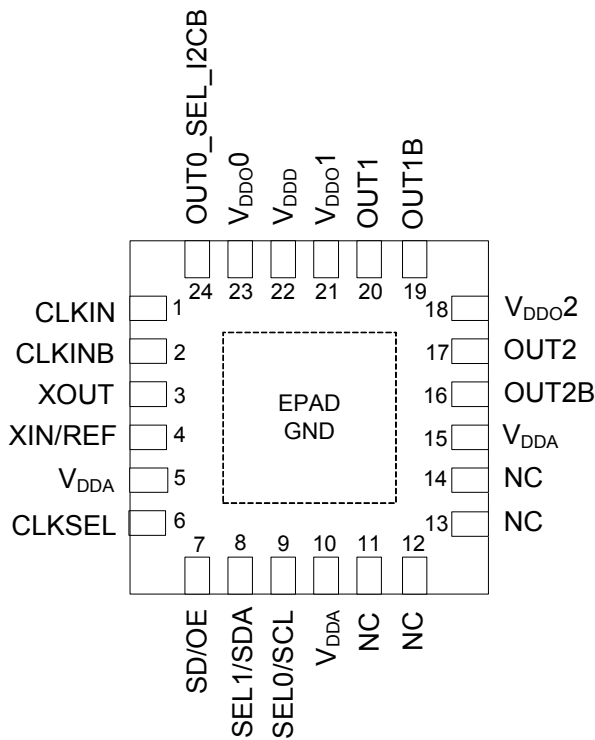 OUT0_SEL_I2CB
VDDO0
VDDD
VDDO1
OUT1
OUT1B
24
23
22
21
20
19
CLKIN 1
CLKINB 2
XOUT 3
XIN/REF 4
VDDA 5
CLKSEL 6
EPAD
GND
18 VDDO2
17 OUT2
16 OUT2B
15 VDDA
14 NC
13 NC
7
8
9
10
11
12
SD/OE
SEL1/SDA
SEL0/SCL
VDDA
NC
NC